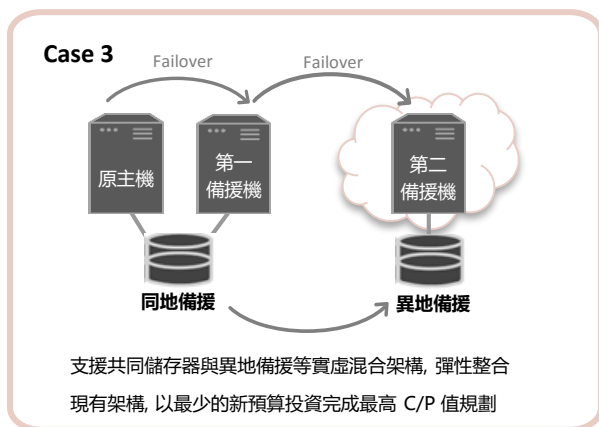 Case 3
Failover
Failover
原主機
第一
備援機
第二
備援機
同地備援
異地備援
支援共同儲存器與異地備援等實虛混合架構, 彈性整合
現有架構, 以最少的新預算投資完成最高 C/P 值規劃